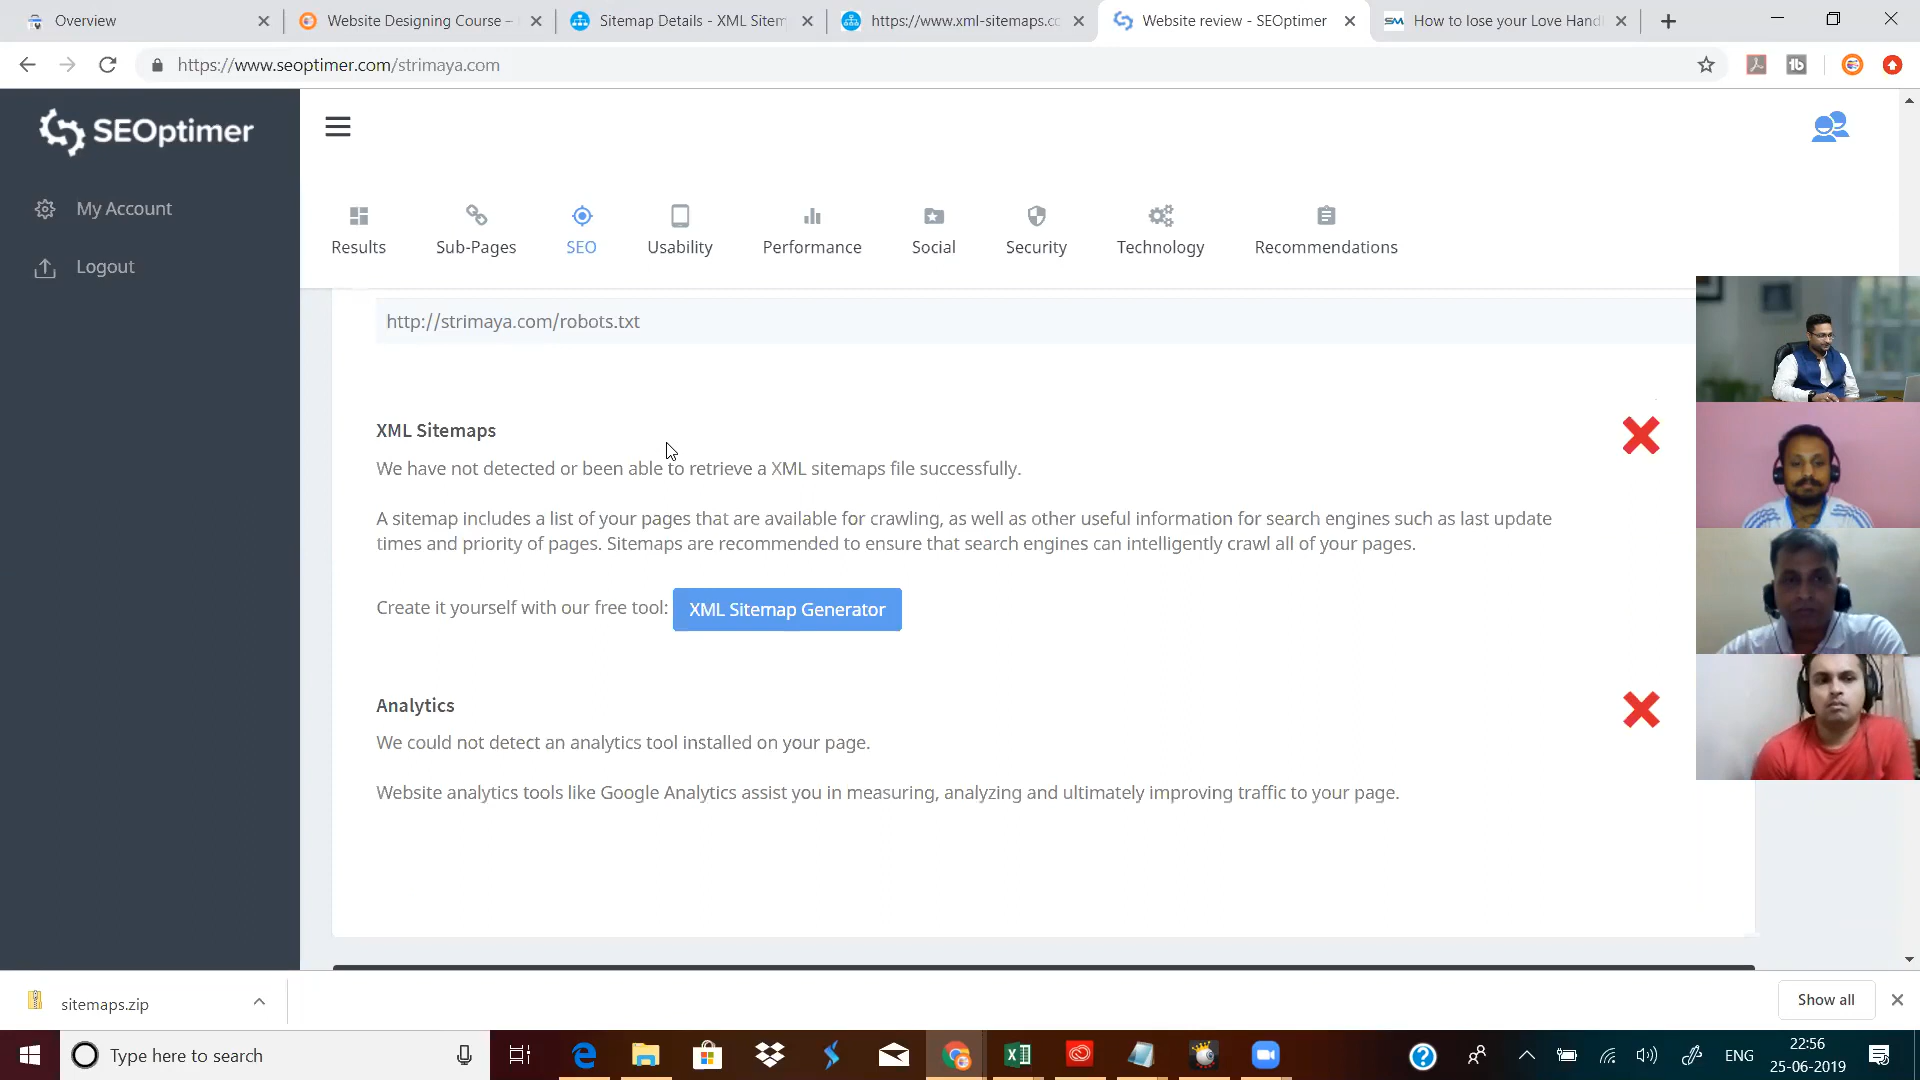 Overview
Website Designing Course –
Sitemap Details - XML Sitem
https://www.xml-sitemaps.co
Website review - SEOptimer
How to lose your Love Handl
https://www.seoptimer.com/strimaya.com
SEOptimer
My Account
Logout
Results
Sub-Pages
SEO
Usability
Performance
Social
Security
Technology
Recommendations
http://strimaya.com/robots.txt
XML Sitemaps
We have not detected or been able to retrieve a XML sitemaps file successfully.
A sitemap includes a list of your pages that are available for crawling, as well as other useful information for search engines such as last update
times and priority of pages. Sitemaps are recommended to ensure that search engines can intelligently crawl all of your pages.
Create it yourself with our free tool: XML Sitemap Generator
Analytics
We could not detect an analytics tool installed on your page.
Website analytics tools like Google Analytics assist you in measuring, analyzing and ultimately improving traffic to your page.
sitemaps.zip
Show all
Type here to search
ENG
22:56
25-06-2019